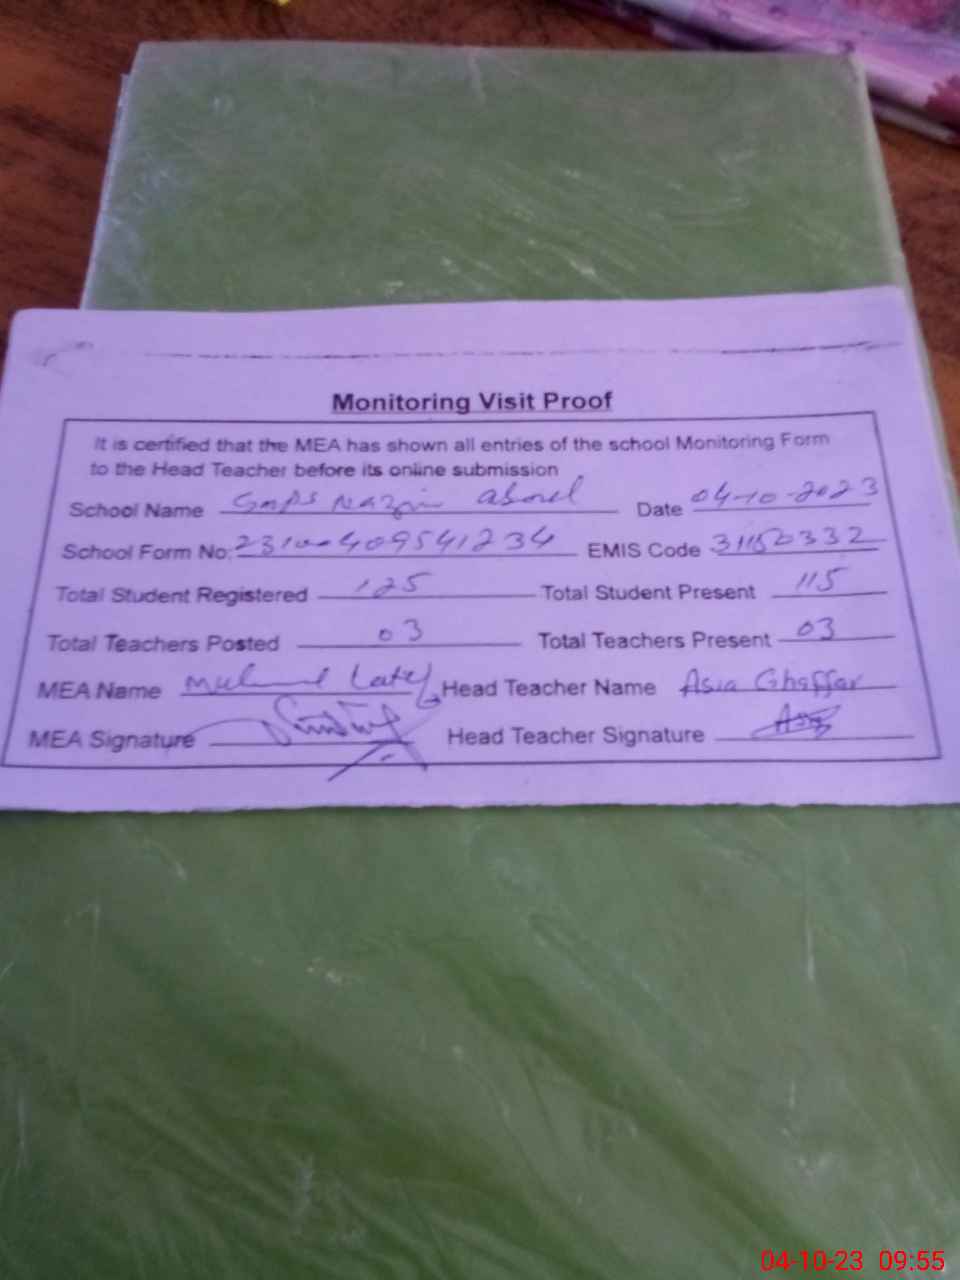 Monitoring Visit Proof
It is certified that the MEA has shown all entries of the school Monitoring Form
to the Head Teacher before its online submission
School Name GMPS Date 04-10-2023
School Form No: 23100409541234 EMIS Code 31150332
Total Student Registered 125 Total Student Present 115
Total Teachers Posted 03 Total Teachers Present 03
MEA Name Head Teacher Name Asia Ghaffar
MEA Signature Head Teacher Signature
04-10-23 09:55